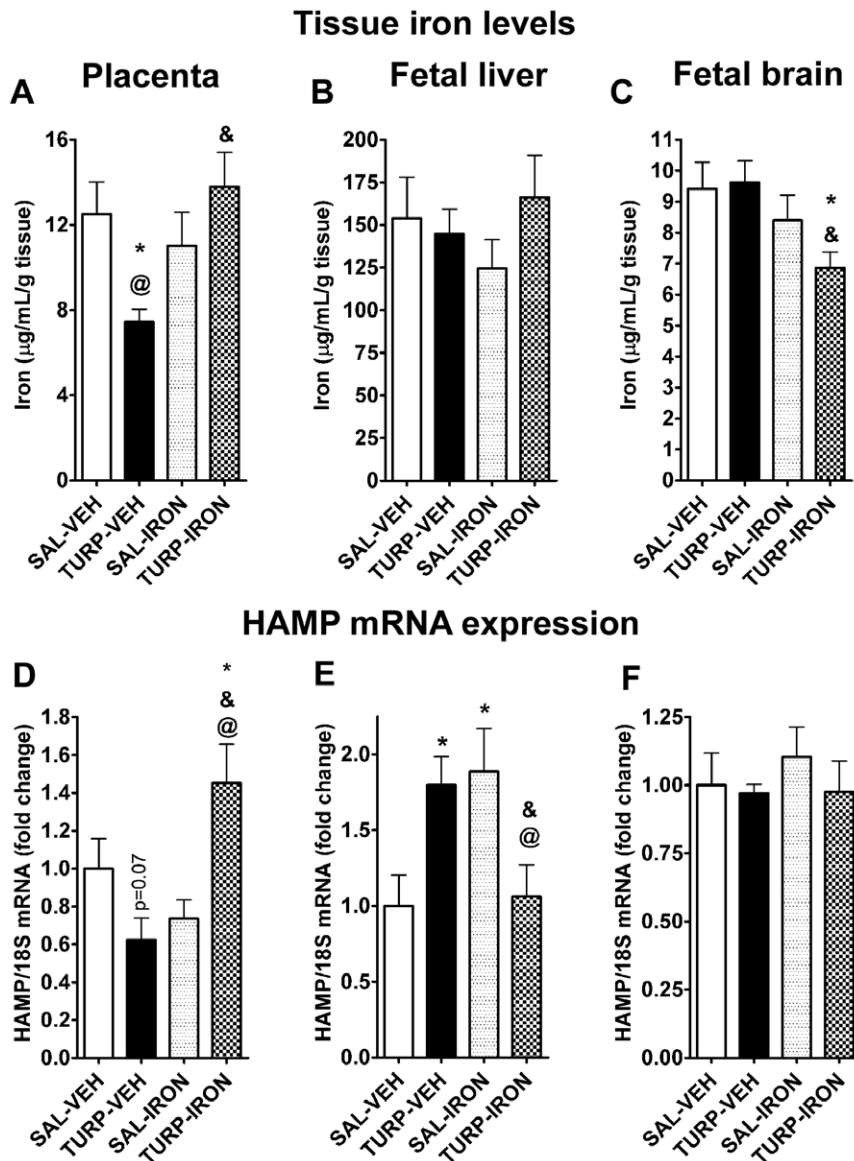 Tissue iron levels
Placenta
Fetal liver
Fetal brain
A
Iron (µg/mL/g tissue)
16
12
8
4
0
*
@
&
SAL-VEH
TURP-VEH
SAL-IRON
TURP-IRON
B
Iron (µg/mL/g tissue)
200
175
150
125
100
75
50
25
0
SAL-VEH
TURP-VEH
SAL-IRON
TURP-IRON
C
Iron (µg/mL/g tissue)
11
10
9
8
7
6
5
4
3
2
1
0
*
&
SAL-VEH
TURP-VEH
SAL-IRON
TURP-IRON
HAMP mRNA expression
D
HAMP/18S mRNA (fold change)
1.8
1.6
1.4
1.2
1.0
0.8
0.6
0.4
0.2
0.0
p=0.07
*
&
@
SAL-VEH
TURP-VEH
SAL-IRON
TURP-IRON
E
HAMP/18S mRNA (fold change)
2.0
1.5
1.0
0.5
0.0
*
*
&
@
SAL-VEH
TURP-VEH
SAL-IRON
TURP-IRON
F
HAMP/18S mRNA (fold change)
1.25
1.00
0.75
0.50
0.25
0.00
SAL-VEH
TURP-VEH
SAL-IRON
TURP-IRON